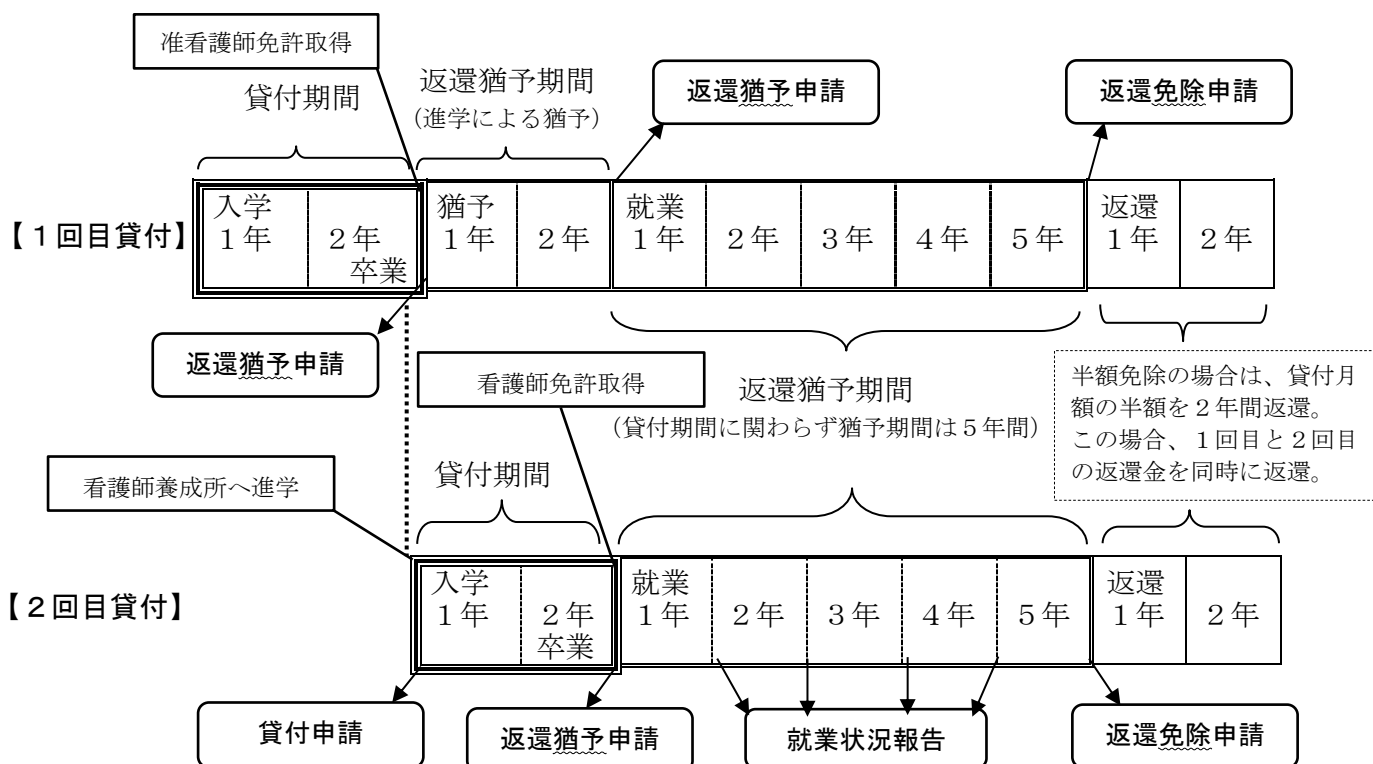 准看護師免許取得
貸付期間
返還猶予期間
(進学による猶予)
返還猶予申請
返還免除申請
【1回目貸付】
入学
1年
2年
卒業
猶予
1年
2年
就業
1年
2年
3年
4年
5年
返還
1年
2年
返還猶予申請
看護師免許取得
返還猶予期間
(貸付期間に関わらず猶予期間は5年間)
半額免除の場合は、貸付月
額の半額を2年間返還。
この場合、1回目と2回目
の返還金を同時に返還。
看護師養成所へ進学
貸付期間
【2回目貸付】
入学
1年
2年
卒業
就業
1年
2年
3年
4年
5年
返還
1年
2年
貸付申請
返還猶予申請
就業状況報告
返還免除申請